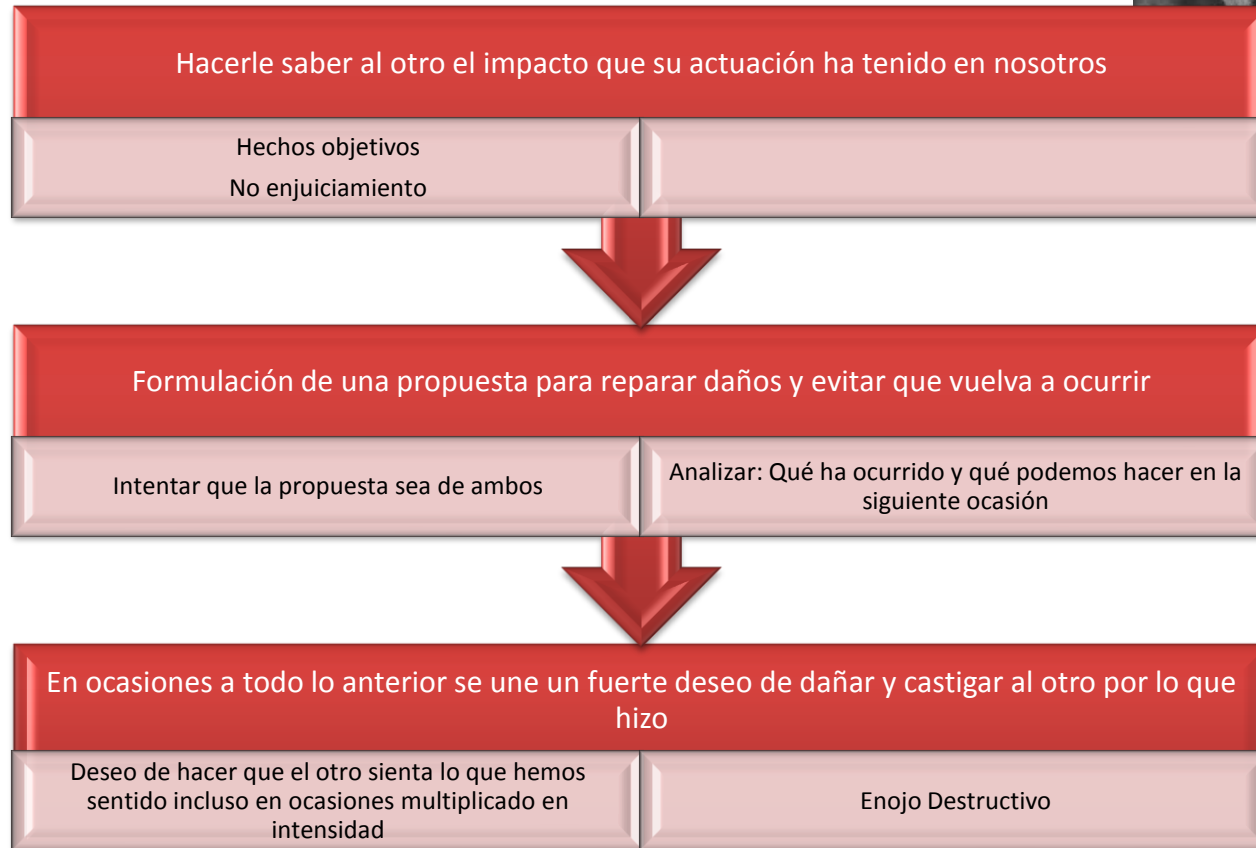 Hacerle saber al otro el impacto que su actuación ha tenido en nosotros
Hechos objetivos
No enjuiciamiento
Formulación de una propuesta para reparar daños y evitar que vuelva a ocurrir
Intentar que la propuesta sea de ambos
Analizar: Qué ha ocurrido y qué podemos hacer en la
siguiente ocasión
En ocasiones a todo lo anterior se une un fuerte deseo de dañar y castigar al otro por lo que
hizo
Deseo de hacer que el otro sienta lo que hemos
sentido incluso en ocasiones multiplicado en
intensidad
Enojo Destructivo